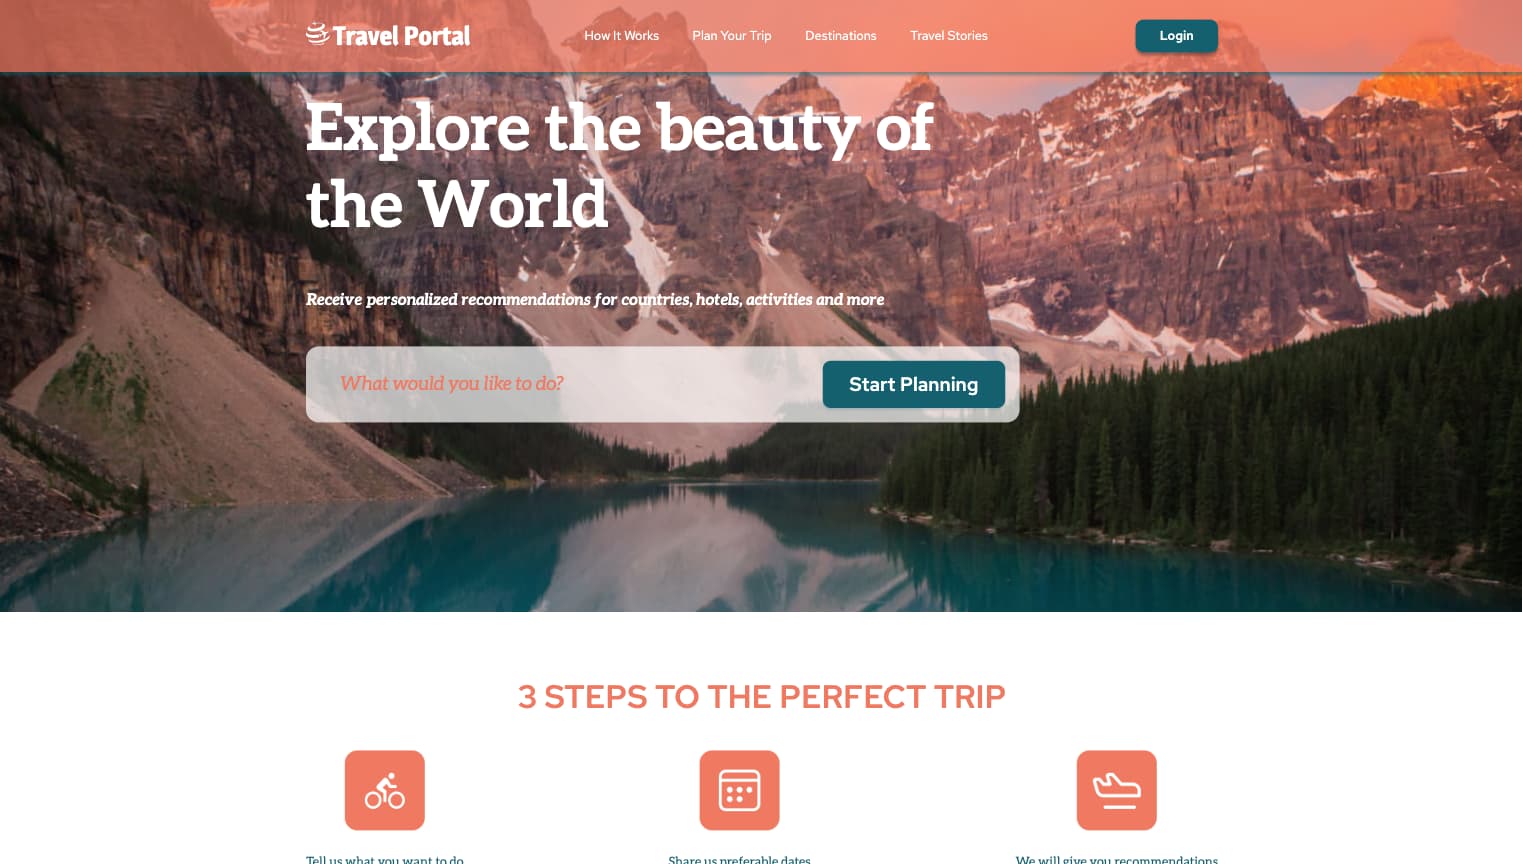 Travel Portal
How It Works
Plan Your Trip
Destinations
Travel Stories
Login
Explore the beauty of
the World
Receive personalized recommendations for countries, hotels, activities and more
What would you like to do?
Start Planning
3 STEPS TO THE PERFECT TRIP
Tell us what you want to do
Share us preferable dates
We will give you recommendations